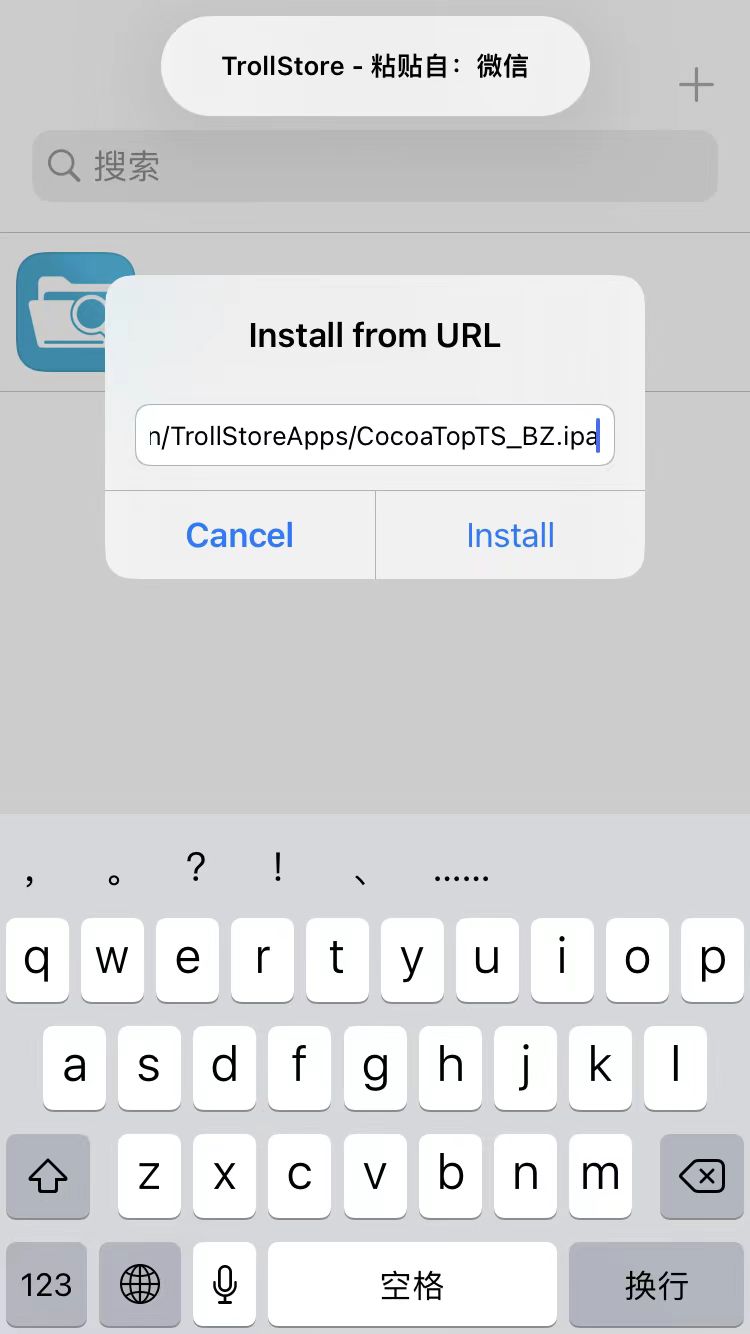 TrollStore - 粘贴自：微信
搜索
Install from URL
n/TrollStoreApps/CocoaTopTS_BZ.ipa
Cancel
Install
， 。 ? ! 、 ……
q w e r t y u i o p
a s d f g h j k l
z x c v b n m
123 空格 换行